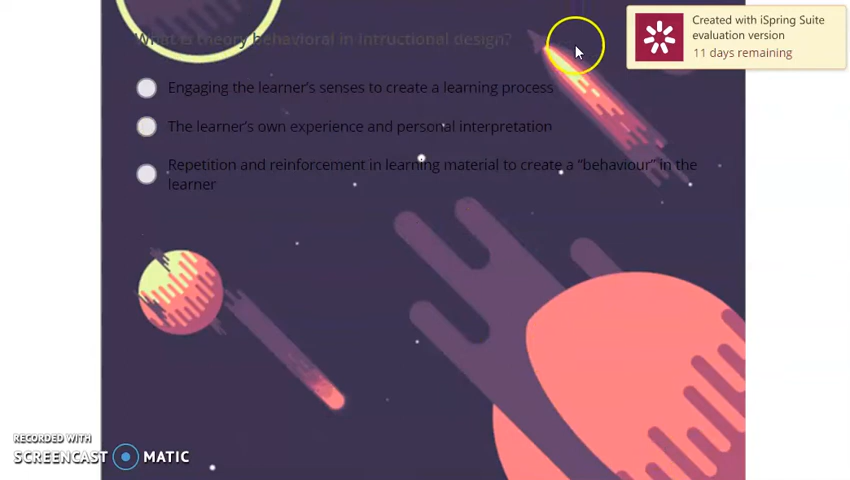 What is theory behavioral in intructional design?
Engaging the learner's senses to create a learning process
The learner's own experience and personal interpretation
Repetition and reinforcement in learning material to create a “behaviour” in the
learner
Created with iSpring Suite
evaluation version
11 days remaining
RECORDED WITH
SCREENCAST MATIC